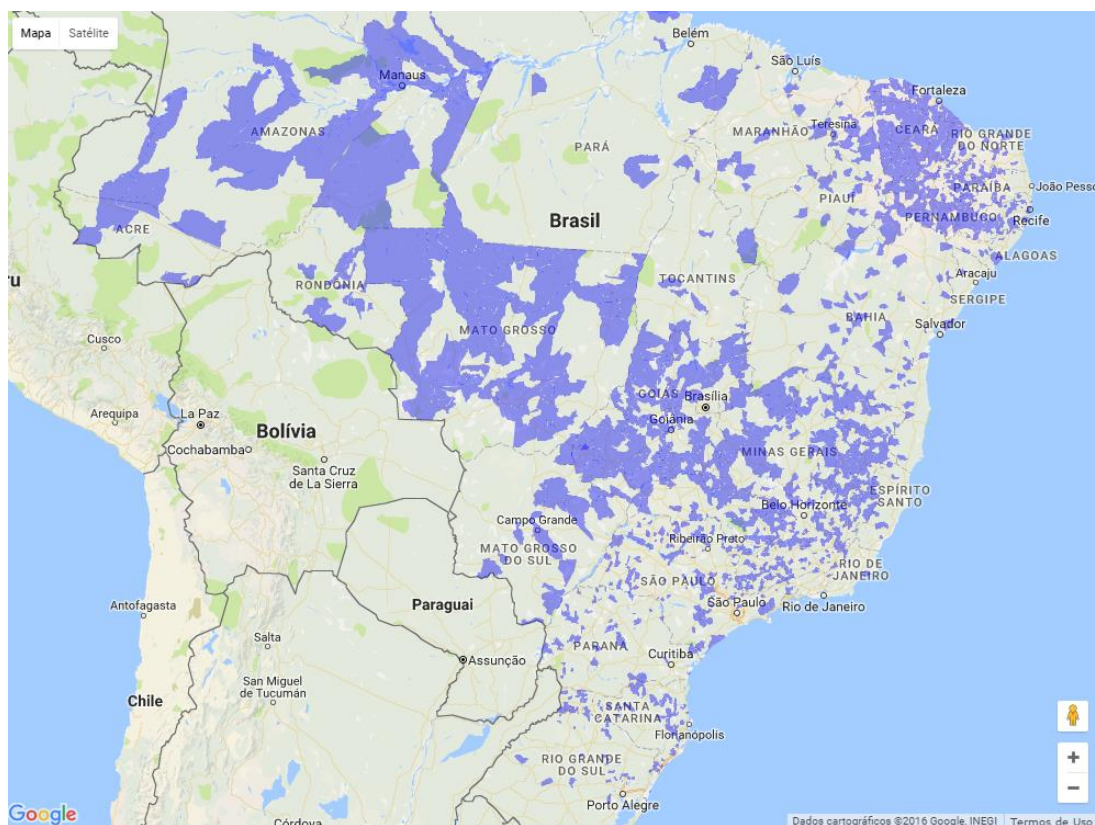 Mapa Satélite
Belém
São Luís
Manaus
Fortaleza
AMAZONAS
MARANHÃO
Teresina
CEARÁ
RIO GRANDE
DO NORTE
PARÁ
PARAÍBA
João Pesso
PIAUÍ
PERNAMBUCO
Recife
Brasil
ACRE
ALAGOAS
Aracaju
SERGIPE
RONDÔNIA
TOCANTINS
ru
MATO GROSSO
BAHIA
Salvador
Cusco
GOIÁS
Brasília
Arequipa
La Paz
Goiânia
Bolívia
Cochabamba
MINAS GERAIS
Santa Cruz
de La Sierra
ESPÍRITO
SANTO
Belo Horizonte
Campo Grande
Ribeirão Preto
MATO GROSSO
DO SUL
RIO DE
JANEIRO
SÃO PAULO
Antofagasta
Paraguai
São Paulo
Rio de Janeiro
Salta
PARANÁ
Assunção
Curitiba
San Miguel
de Tucumán
Chile
SANTA
CATARINA
Florianópolis
RIO GRANDE
DO SUL
Porto Alegre
Google
Córdova
Dados cartográficos ©2016 Google, INEGI
Termos de Uso